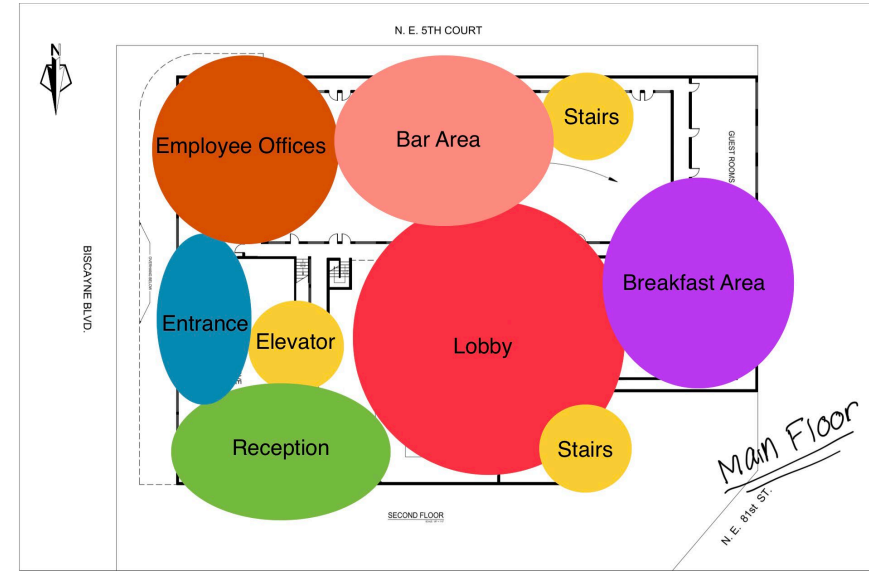 N. E. 5TH COURT
N
Employee Offices
Bar Area
Stairs
GUEST ROOMS
BISCAYNE BLVD.
Entrance
Elevator
Lobby
Breakfast Area
Reception
Stairs
Main Floor
SECOND FLOOR
N. E. 81st ST.